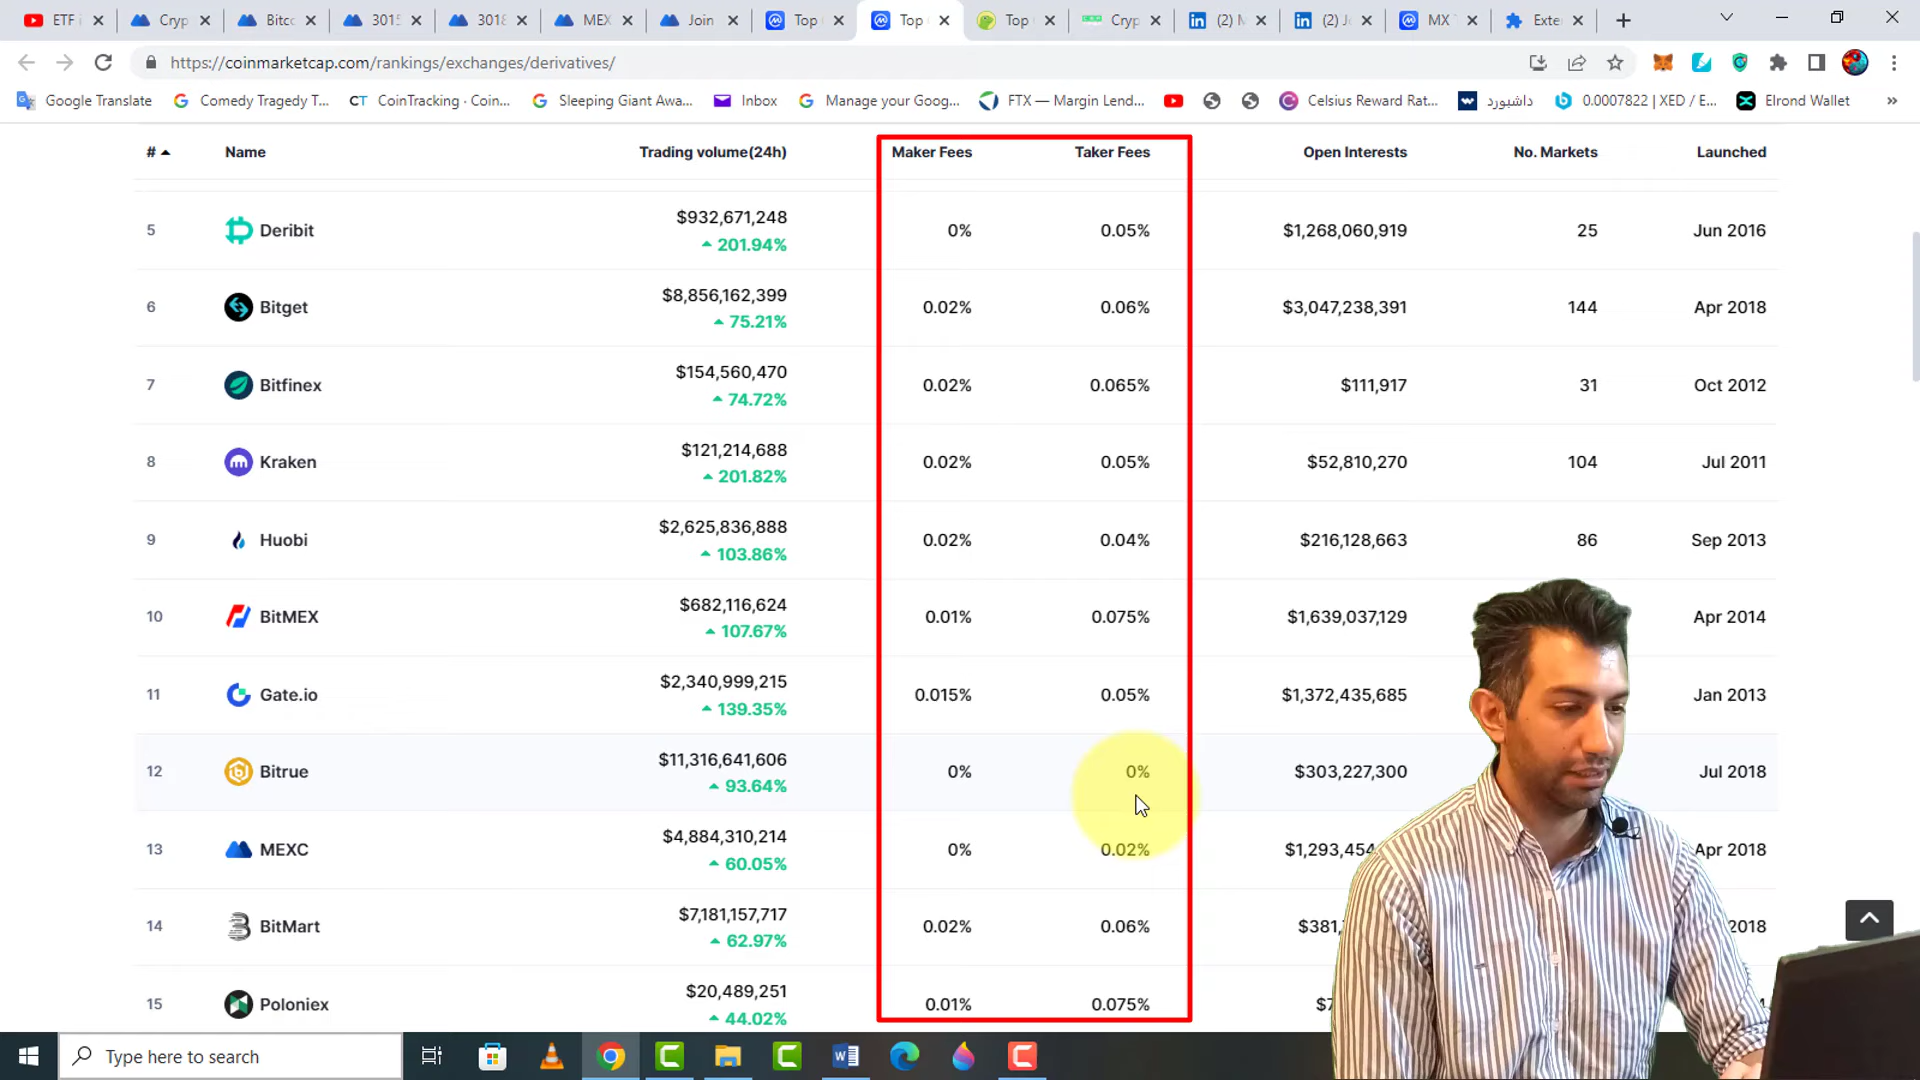 ETF i
Cryp
Bitco
3015
3018
MEX
Join
Top
Top
Top
Cryp
(2) M
(2) J
MX
Exte
https://coinmarketcap.com/rankings/exchanges/derivatives/
Google Translate
Comedy Tragedy T...
CT CoinTracking · Coin...
Sleeping Giant Awa...
Inbox
Manage your Goog...
FTX — Margin Lend...
Celsius Reward Rat...
داشبورد
0.0007822 | XED / E...
Elrond Wallet
# Name Trading volume(24h) Maker Fees Taker Fees Open Interests No. Markets Launched
5 Deribit $932,671,248 0% 0.05% $1,268,060,919 25 Jun 2016
201.94%
6 Bitget $8,856,162,399 0.02% 0.06% $3,047,238,391 144 Apr 2018
75.21%
7 Bitfinex $154,560,470 0.02% 0.065% $111,917 31 Oct 2012
74.72%
8 Kraken $121,214,688 0.02% 0.05% $52,810,270 104 Jul 2011
201.82%
9 Huobi $2,625,836,888 0.02% 0.04% $216,128,663 86 Sep 2013
103.86%
10 BitMEX $682,116,624 0.01% 0.075% $1,639,037,129 Apr 2014
107.67%
11 Gate.io $2,340,999,215 0.015% 0.05% $1,372,435,685 Jan 2013
139.35%
12 Bitrue $11,316,641,606 0% 0% $303,227,300 Jul 2018
93.64%
13 MEXC $4,884,310,214 0% 0.02% $1,293,454 Apr 2018
60.05%
14 BitMart $7,181,157,717 0.02% 0.06% $381, 2018
62.97%
15 Poloniex $20,489,251 0.01% 0.075%
44.02%
Type here to search